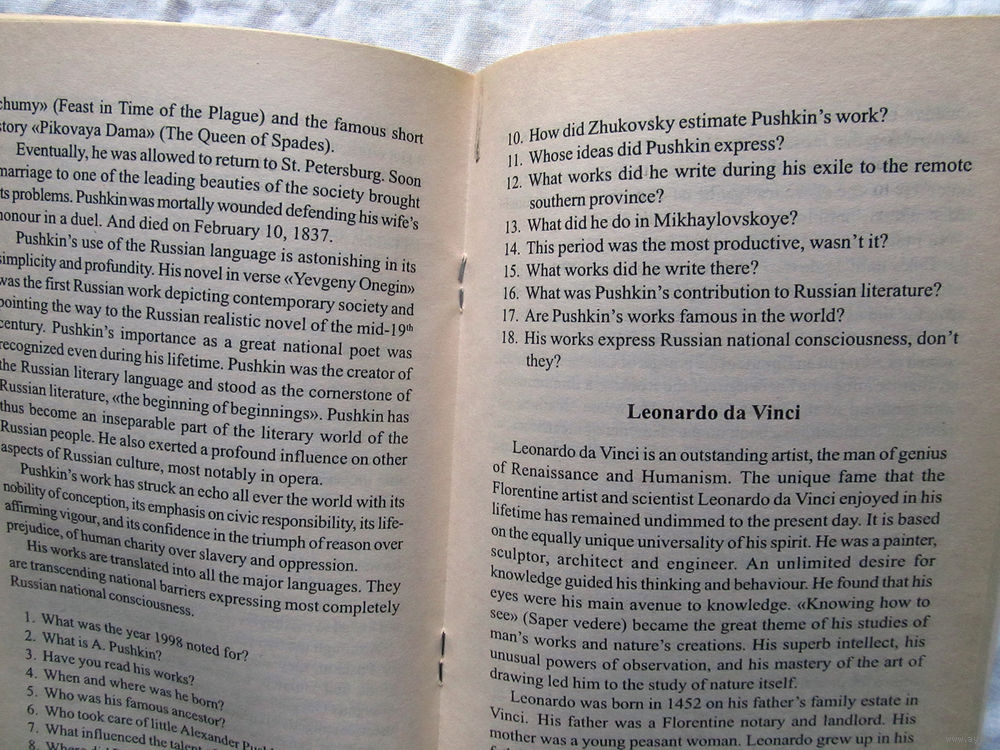 chumy» (Feast in Time of the Plague) and the famous short
story «Pikovaya Dama» (The Queen of Spades).
Eventually, he was allowed to return to St. Petersburg. Soon
marriage to one of the leading beauties of the society brought
its problems. Pushkin was mortally wounded defending his wife's
honour in a duel. And died on February 10, 1837.
Pushkin's use of the Russian language is astonishing in its
simplicity and profundity. His novel in verse «Yevgeny Onegin»
was the first Russian work depicting contemporary society and
pointing the way to the Russian realistic novel of the mid-19th
century. Pushkin's importance as a great national poet was
recognized even during his lifetime. Pushkin was the creator of
the Russian literary language and stood as the cornerstone of
Russian literature, «the beginning of beginnings». Pushkin has
thus become an inseparable part of the literary world of the
Russian people. He also exerted a profound influence on other
aspects of Russian culture, most notably in opera.
Pushkin's work has struck an echo all ever the world with its
nobility of conception, its emphasis on civic responsibility, its life-
affirming vigour, and its confidence in the triumph of reason over
prejudice, of human charity over slavery and oppression.
His works are translated into all the major languages. They
are transcending national barriers expressing most completely
Russian national consciousness.
1. What was the year 1998 noted for?
2. What is A. Pushkin?
3. Have you read his works?
4. When and where was he born?
5. Who was his famous ancestor?
6. Who took care of little Alexander
7. What influenced the
8. Where
10. How did Zhukovsky estimate Pushkin's work?
11. Whose ideas did Pushkin express?
12. What works did he write during his exile to the remote
southern province?
13. What did he do in Mikhaylovskoye?
14. This period was the most productive, wasn't it?
15. What works did he write there?
16. What was Pushkin's contribution to Russian literature?
17. Are Pushkin's works famous in the world?
18. His works express Russian national consciousness, don't
they?
Leonardo da Vinci
Leonardo da Vinci is an outstanding artist, the man of genius
of Renaissance and Humanism. The unique fame that the
Florentine artist and scientist Leonardo da Vinci enjoyed in his
lifetime has remained undimmed to the present day. It is based
on the equally unique universality of his spirit. He was a painter,
sculptor, architect and engineer. An unlimited desire for
knowledge guided his thinking and behaviour. He found that his
eyes were his main avenue to knowledge. «Knowing how to
see» (Saper vedere) became the great theme of his studies of
man's works and nature's creations. His superb intellect, his
unusual powers of observation, and his mastery of the art of
drawing led him to the study of nature itself.
Leonardo was born in 1452 on his father's family estate in
Vinci. His father was a Florentine notary and landlord. His
mother was a young peasant woman. Leonardo grew up in his